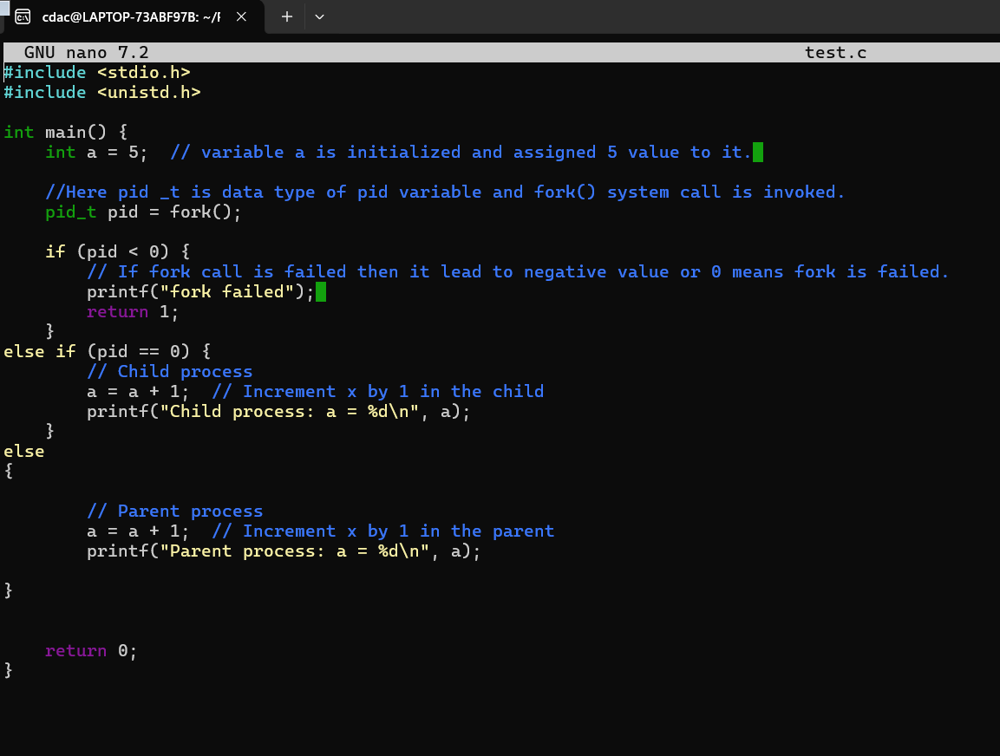 cdac@LAPTOP-73ABF97B: ~/
GNU nano 7.2 test.c
#include <stdio.h>
#include <unistd.h>
int main() {
    int a = 5;  // variable a is initialized and assigned 5 value to it.
    //Here pid _t is data type of pid variable and fork() system call is invoked.
    pid_t pid = fork();
    if (pid < 0) {
        // If fork call is failed then it lead to negative value or 0 means fork is failed.
        printf("fork failed");
        return 1;
    }
else if (pid == 0) {
        // Child process
        a = a + 1;  // Increment x by 1 in the child
        printf("Child process: a = %d\n", a);
    }
else
{
        // Parent process
        a = a + 1;  // Increment x by 1 in the parent
        printf("Parent process: a = %d\n", a);
}
    return 0;
}